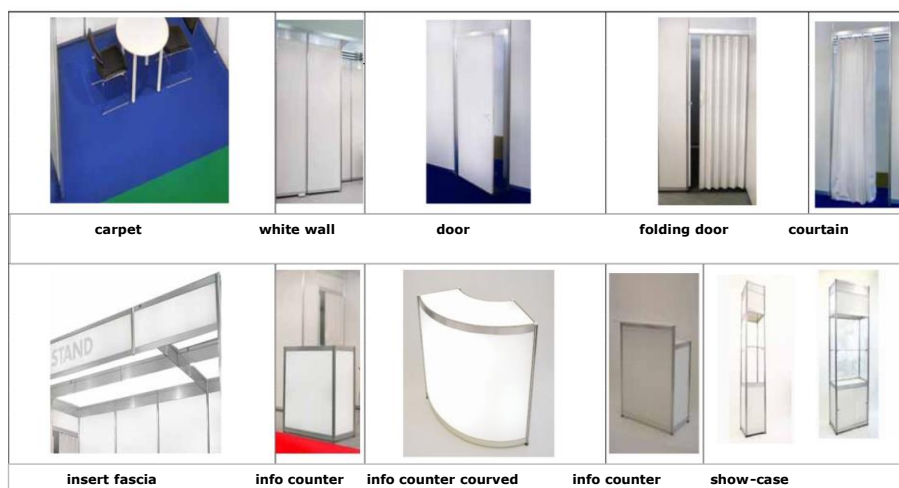 carpet white wall door folding door courtain
STAND
insert fascia info counter info counter courved info counter show-case